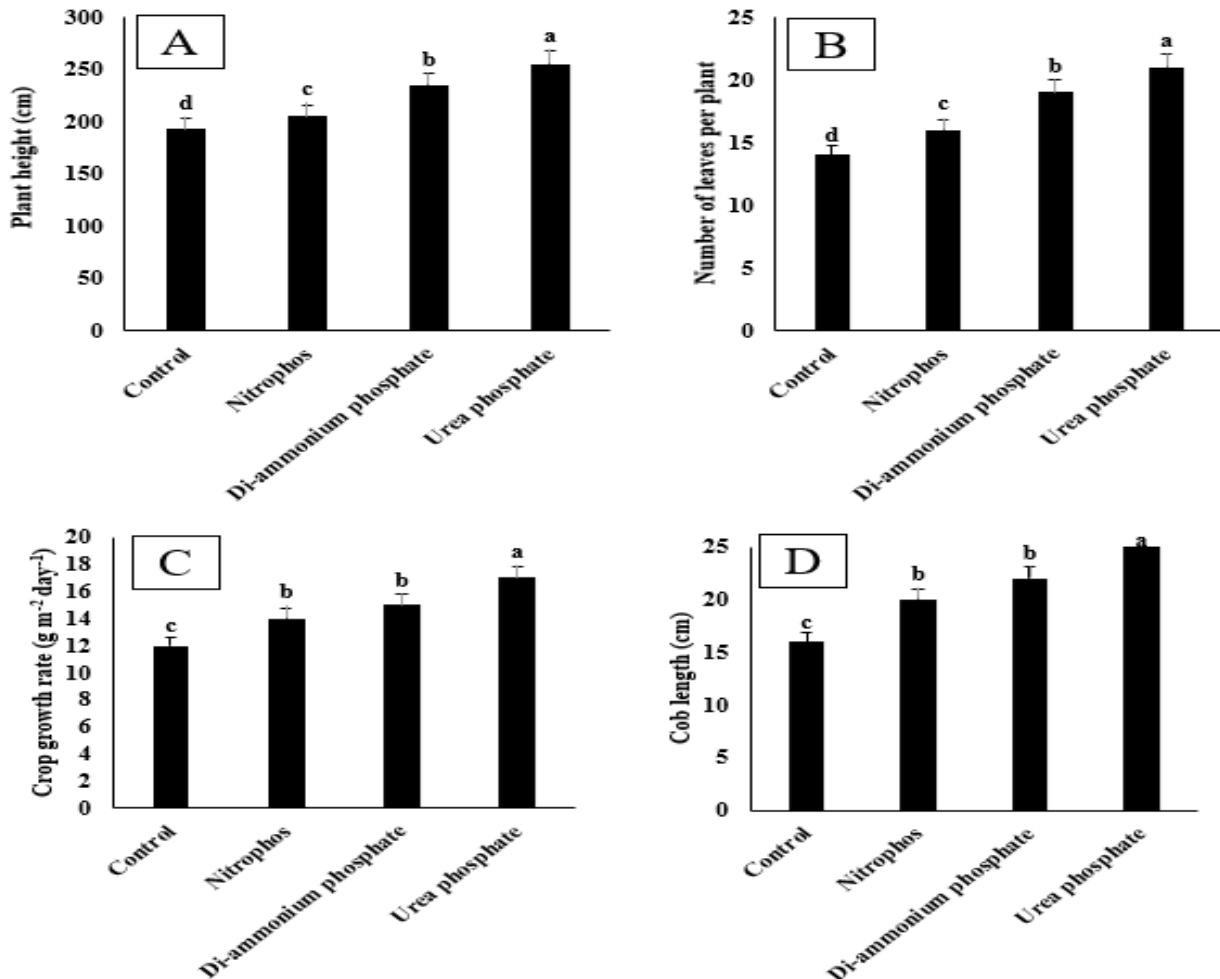 A
Plant height (cm)
300
250
200
150
100
50
0
d
c
b
a
Control
Nitrophos
Di-ammonium phosphate
Urea phosphate
B
Number of leaves per plant
25
20
15
10
5
0
d
c
b
a
Control
Nitrophos
Di-ammonium phosphate
Urea phosphate
C
Crop growth rate (g m⁻² day⁻¹)
20
18
16
14
12
10
8
6
4
2
0
c
b
b
a
Control
Nitrophos
Di-ammonium phosphate
Urea phosphate
D
Cob length (cm)
25
20
15
10
5
0
c
b
b
a
Control
Nitrophos
Di-ammonium phosphate
Urea phosphate